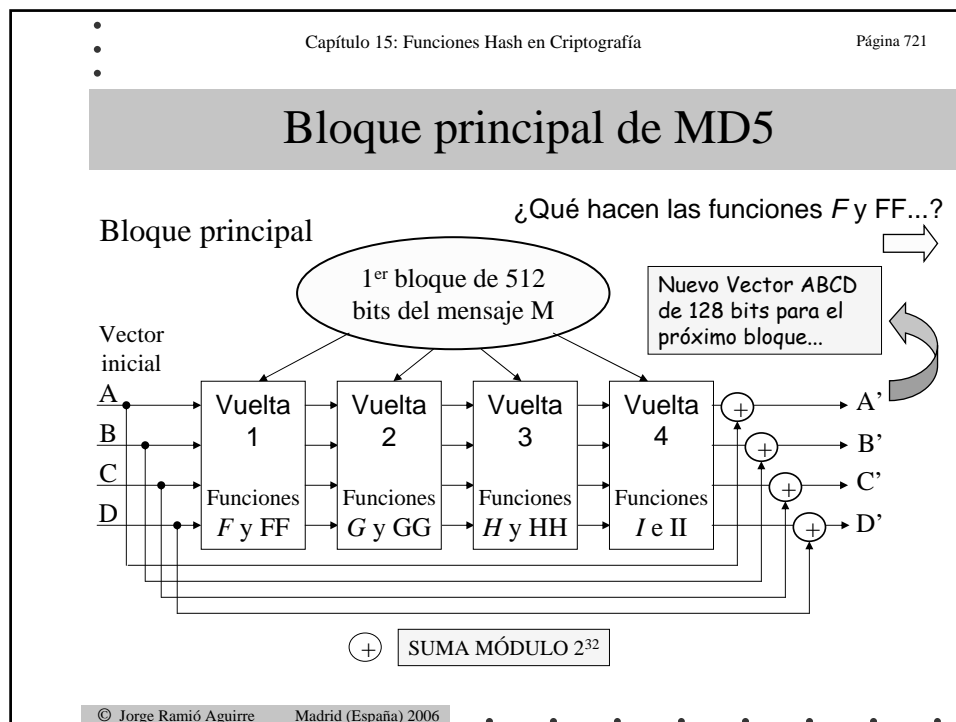 Capítulo 15: Funciones Hash en Criptografía Página 721
Bloque principal de MD5
¿Qué hacen las funciones F y FF...?
Bloque principal
1er bloque de 512
bits del mensaje M
Nuevo Vector ABCD
de 128 bits para el
próximo bloque...
Vector
inicial
A
B
C
D
Vuelta
1
Funciones
F y FF
Vuelta
2
Funciones
G y GG
Vuelta
3
Funciones
H y HH
Vuelta
4
Funciones
I e II
+ A’
+ B’
+ C’
+ D’
+ SUMA MÓDULO 2³²
© Jorge Ramió Aguirre Madrid (España) 2006